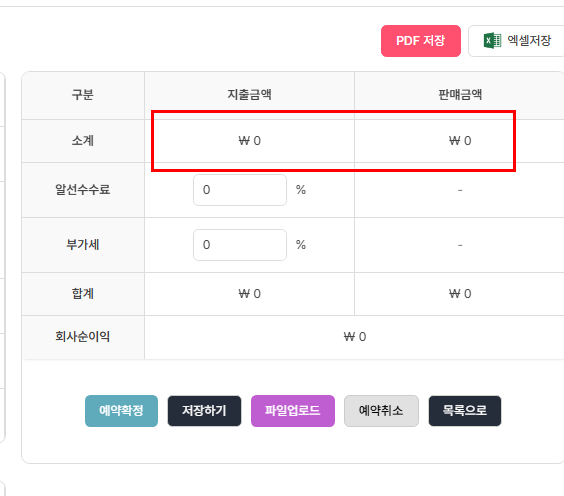 PDF 저장 엑셀저장
구분 지출금액 판매금액
소계 ₩ 0 ₩ 0
알선수수료 0 % -
부가세 0 % -
합계 ₩ 0 ₩ 0
회사순이익 ₩ 0
예약확정 저장하기 파일업로드 예약취소 목록으로